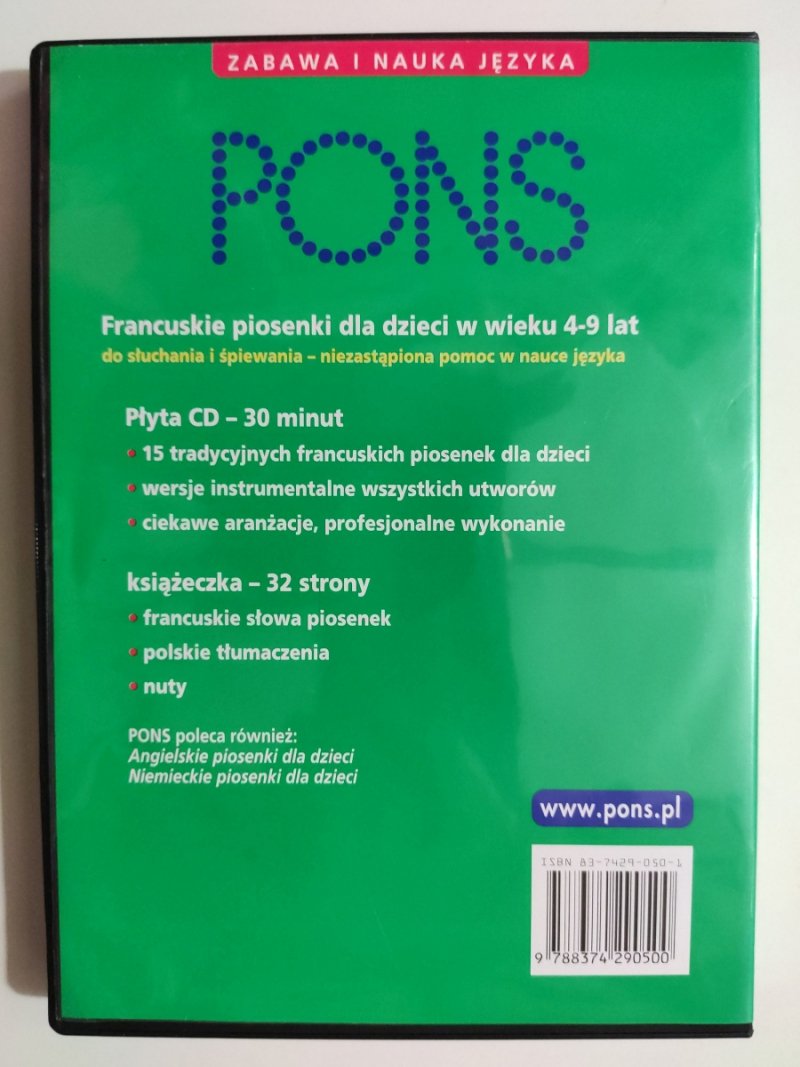 ZABAWA I NAUKA JĘZYKA
PONS
Francuskie piosenki dla dzieci w wieku 4-9 lat
do słuchania i śpiewania – niezastąpiona pomoc w nauce języka
Płyta CD – 30 minut
• 15 tradycyjnych francuskich piosenek dla dzieci
• wersje instrumentalne wszystkich utworów
• ciekawe aranżacje, profesjonalne wykonanie
książeczka – 32 strony
• francuskie słowa piosenek
• polskie tłumaczenia
• nuty
PONS poleca również:
Angielskie piosenki dla dzieci
Niemieckie piosenki dla dzieci
www.pons.pl
ISBN 83-7429-050-1
9 788374 290500